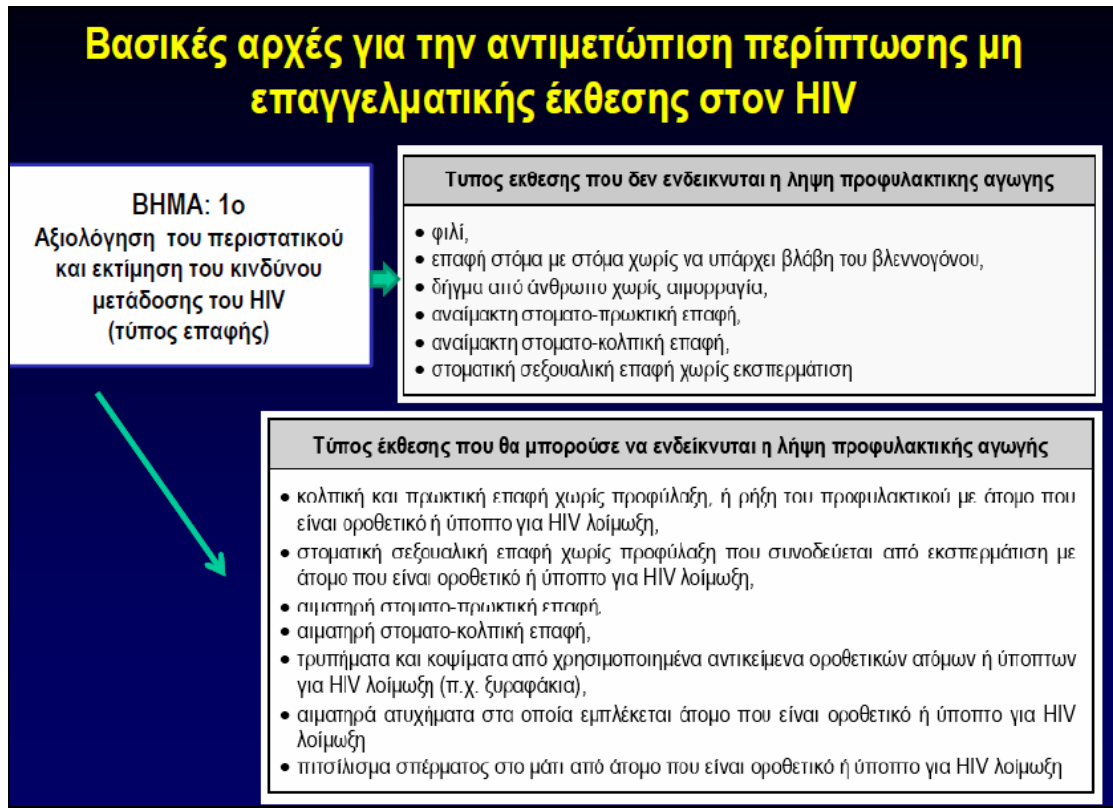 Βασικές αρχές για την αντιμετώπιση περίπτωσης μη
επαγγελματικής έκθεσης στον HIV
ΒΗΜΑ: 1ο
Αξιολόγηση του περιστατικού
και εκτίμηση του κινδύνου
μετάδοσης του HIV
(τύπος επαφής)
Τυπος εκθεσης που δεν ενδεικνυται η ληψη προφυλακτικης αγωγης
• φιλί,
• επαφή στόμα με στόμα χωρίς να υπάρχει βλάβη του βλεννογόνου,
• δήγμα από άνθρωπο χωρίς αιμορραγία,
• αναίμακτη στοματο-πρωκτική επαφή,
• αναίμακτη στοματο-κολπική επαφή,
• στοματική σεξουαλική επαφή χωρίς εκσπερμάτιση
Τύπος έκθεσης που θα μπορούσε να ενδείκνυται η λήψη προφυλακτικής αγωγής
• κολπική και πρωκτική επαφή χωρίς προφύλαξη, ή ρήξη του προφυλακτικού με άτομο που
είναι οροθετικό ή ύποπτο για HIV λοίμωξη,
• στοματική σεξουαλική επαφή χωρίς προφύλαξη που συνοδεύεται από εκσπερμάτιση με
άτομο που είναι οροθετικό ή ύποπτο για HIV λοίμωξη,
• αιματηρή στοματο-πρωκτική επαφή,
• αιματηρή στοματο-κολπική επαφή,
• τρυπήματα και κοψίματα από χρησιμοποιημένα αντικείμενα οροθετικών ατόμων ή ύποπτων
για HIV λοίμωξη (π.χ. ξυραφάκια),
• αιματηρά ατυχήματα στα οποία εμπλέκεται άτομο που είναι οροθετικό ή ύποπτο για HIV
λοίμωξη
• πιτσίλισμα σπέρματος στο μάτι από άτομο που είναι οροθετικό ή ύποπτο για HIV λοίμωξη